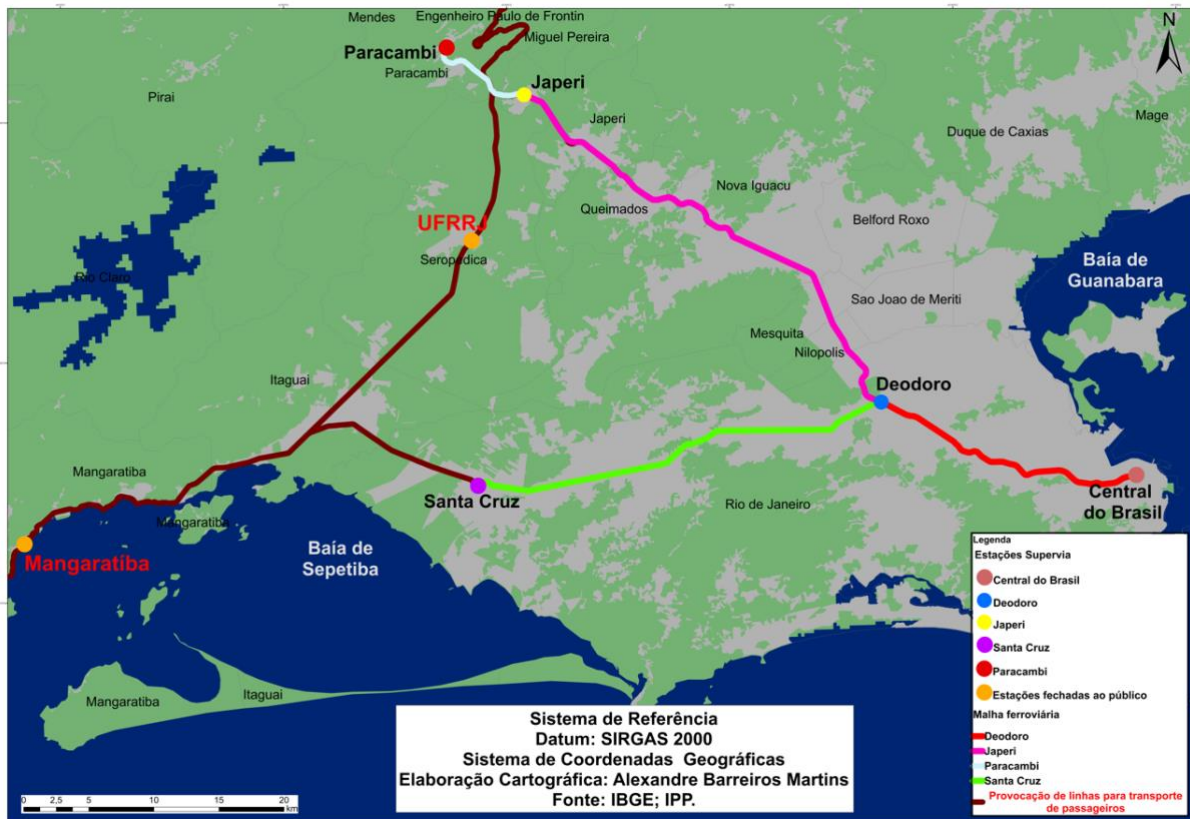 Mendes
Engenheiro Paulo de Frontin
Miguel Pereira
N
Paracambi
Paracambi
Japeri
Pirai
Japeri
Duque de Caxias
Mage
Nova Iguacu
Queimados
Belford Roxo
UFRRJ
Seropédica
Baía de
Guanabara
Rio Claro
Sao Joao de Meriti
Mesquita
Nilopolis
Itaguai
Deodoro
Mangaratiba
Santa Cruz
Rio de Janeiro
Central
do Brasil
Mangaratiba
Mangaratiba
Baía de
Sepetiba
Mangaratiba
Itaguai
Legenda
Estações Supervia
Central do Brasil
Deodoro
Japeri
Santa Cruz
Paracambi
Estações fechadas ao público
Malha ferroviária
Deodoro
Japeri
Paracambi
Santa Cruz
Provocação de linhas para transporte
de passageiros
Sistema de Referência
Datum: SIRGAS 2000
Sistema de Coordenadas Geográficas
Elaboração Cartográfica: Alexandre Barreiros Martins
Fonte: IBGE; IPP.
0 2,5 5 10 15 20
km